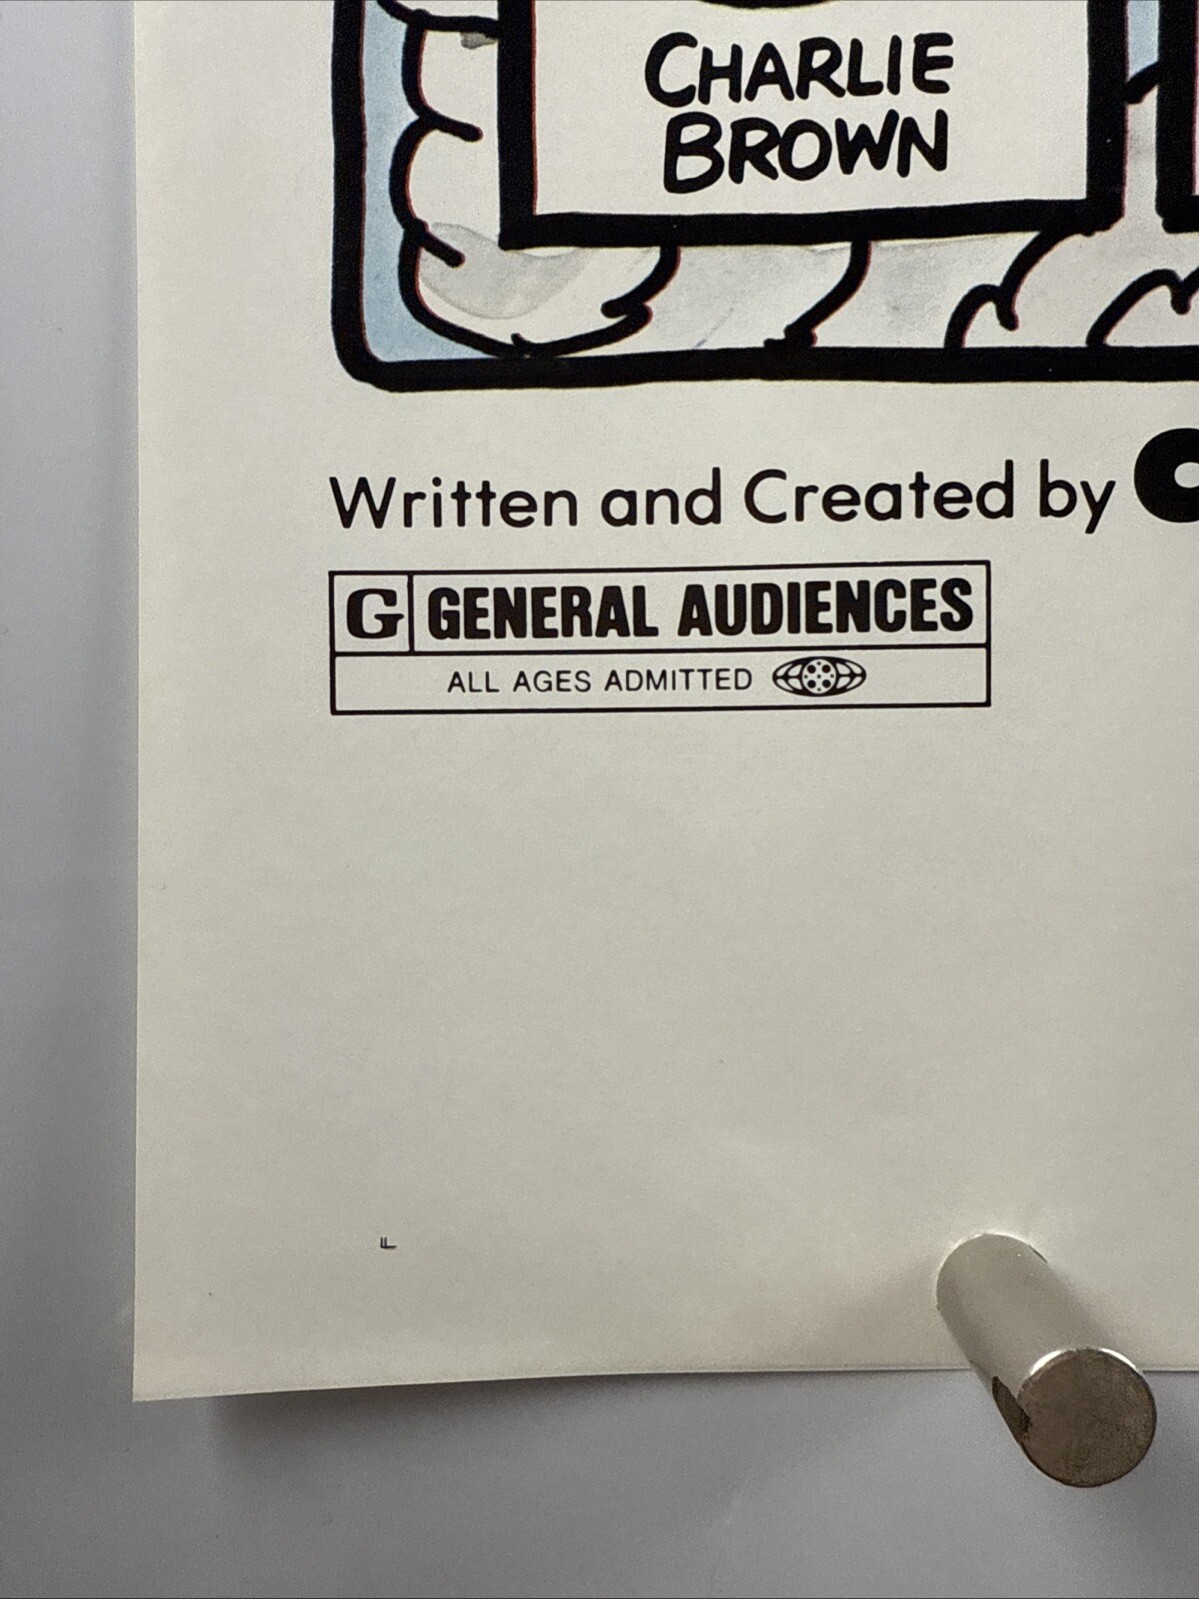 CHARLIE
BROWN
Written and Created by
G GENERAL AUDIENCES
ALL AGES ADMITTED